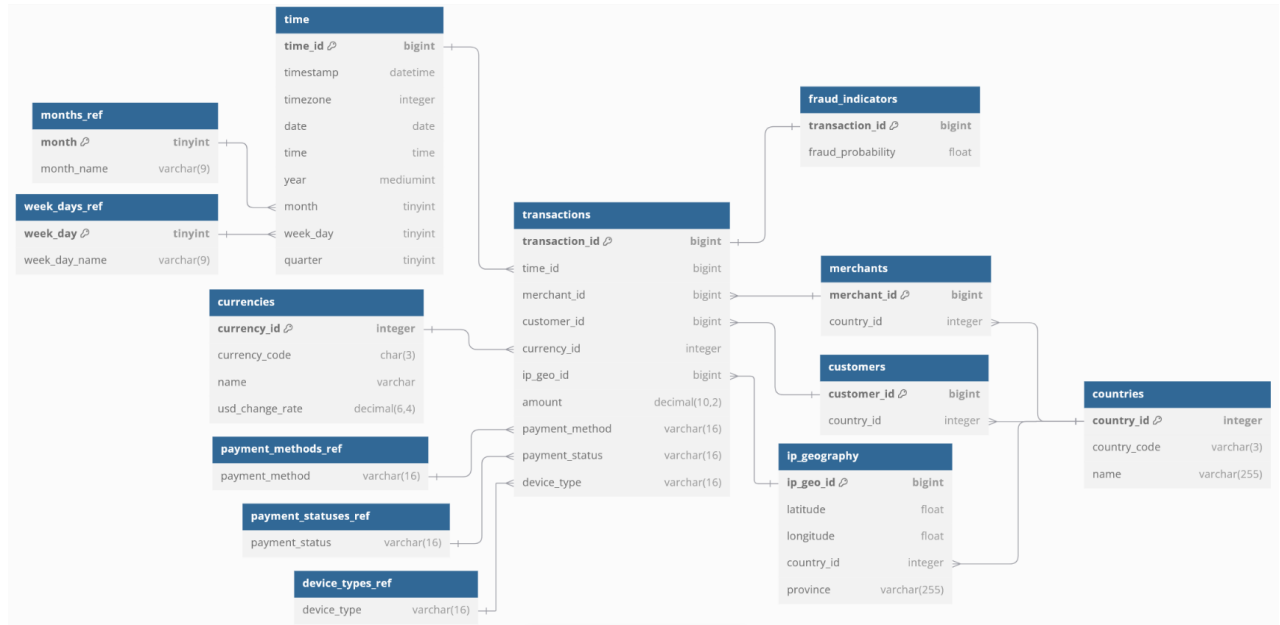 time
time_id bigint
timestamp datetime
timezone integer
date date
time time
year mediumint
month tinyint
week_day tinyint
quarter tinyint
months_ref
month tinyint
month_name varchar(9)
week_days_ref
week_day tinyint
week_day_name varchar(9)
currencies
currency_id integer
currency_code char(3)
name varchar
usd_change_rate decimal(6,4)
payment_methods_ref
payment_method varchar(16)
payment_statuses_ref
payment_status varchar(16)
device_types_ref
device_type varchar(16)
transactions
transaction_id bigint
time_id bigint
merchant_id bigint
customer_id bigint
currency_id integer
ip_geo_id bigint
amount decimal(10,2)
payment_method varchar(16)
payment_status varchar(16)
device_type varchar(16)
fraud_indicators
transaction_id bigint
fraud_probability float
merchants
merchant_id bigint
country_id integer
customers
customer_id bigint
country_id integer
ip_geography
ip_geo_id bigint
latitude float
longitude float
country_id integer
province varchar(255)
countries
country_id integer
country_code varchar(3)
name varchar(255)